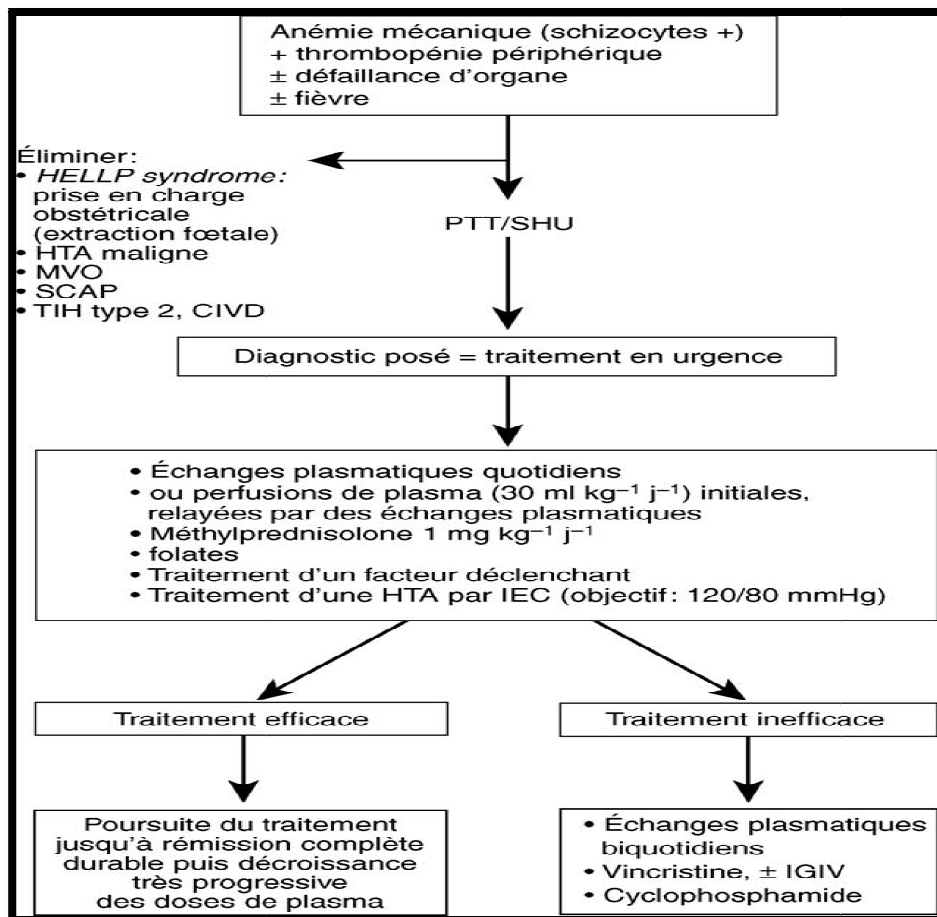 Anémie mécanique (schizocytes +)
+ thrombopénie périphérique
± défaillance d’organe
± fièvre
Éliminer :
• HELLP syndrome :
prise en charge
obstétricale
(extraction fœtale)
• HTA maligne
• MVO
• SCAP
• TIH type 2, CIVD
PTT/SHU
Diagnostic posé = traitement en urgence
• Échanges plasmatiques quotidiens
• ou perfusions de plasma (30 ml kg⁻¹ j⁻¹) initiales,
relayées par des échanges plasmatiques
• Méthylprednisolone 1 mg kg⁻¹ j⁻¹
• folates
• Traitement d’un facteur déclenchant
• Traitement d’une HTA par IEC (objectif : 120/80 mmHg)
Traitement efficace
Traitement inefficace
Poursuite du traitement
jusqu’à rémission complète
durable puis décroissance
très progressive
des doses de plasma
• Échanges plasmatiques
biquotidiens
• Vincristine, ± IGIV
• Cyclophosphamide